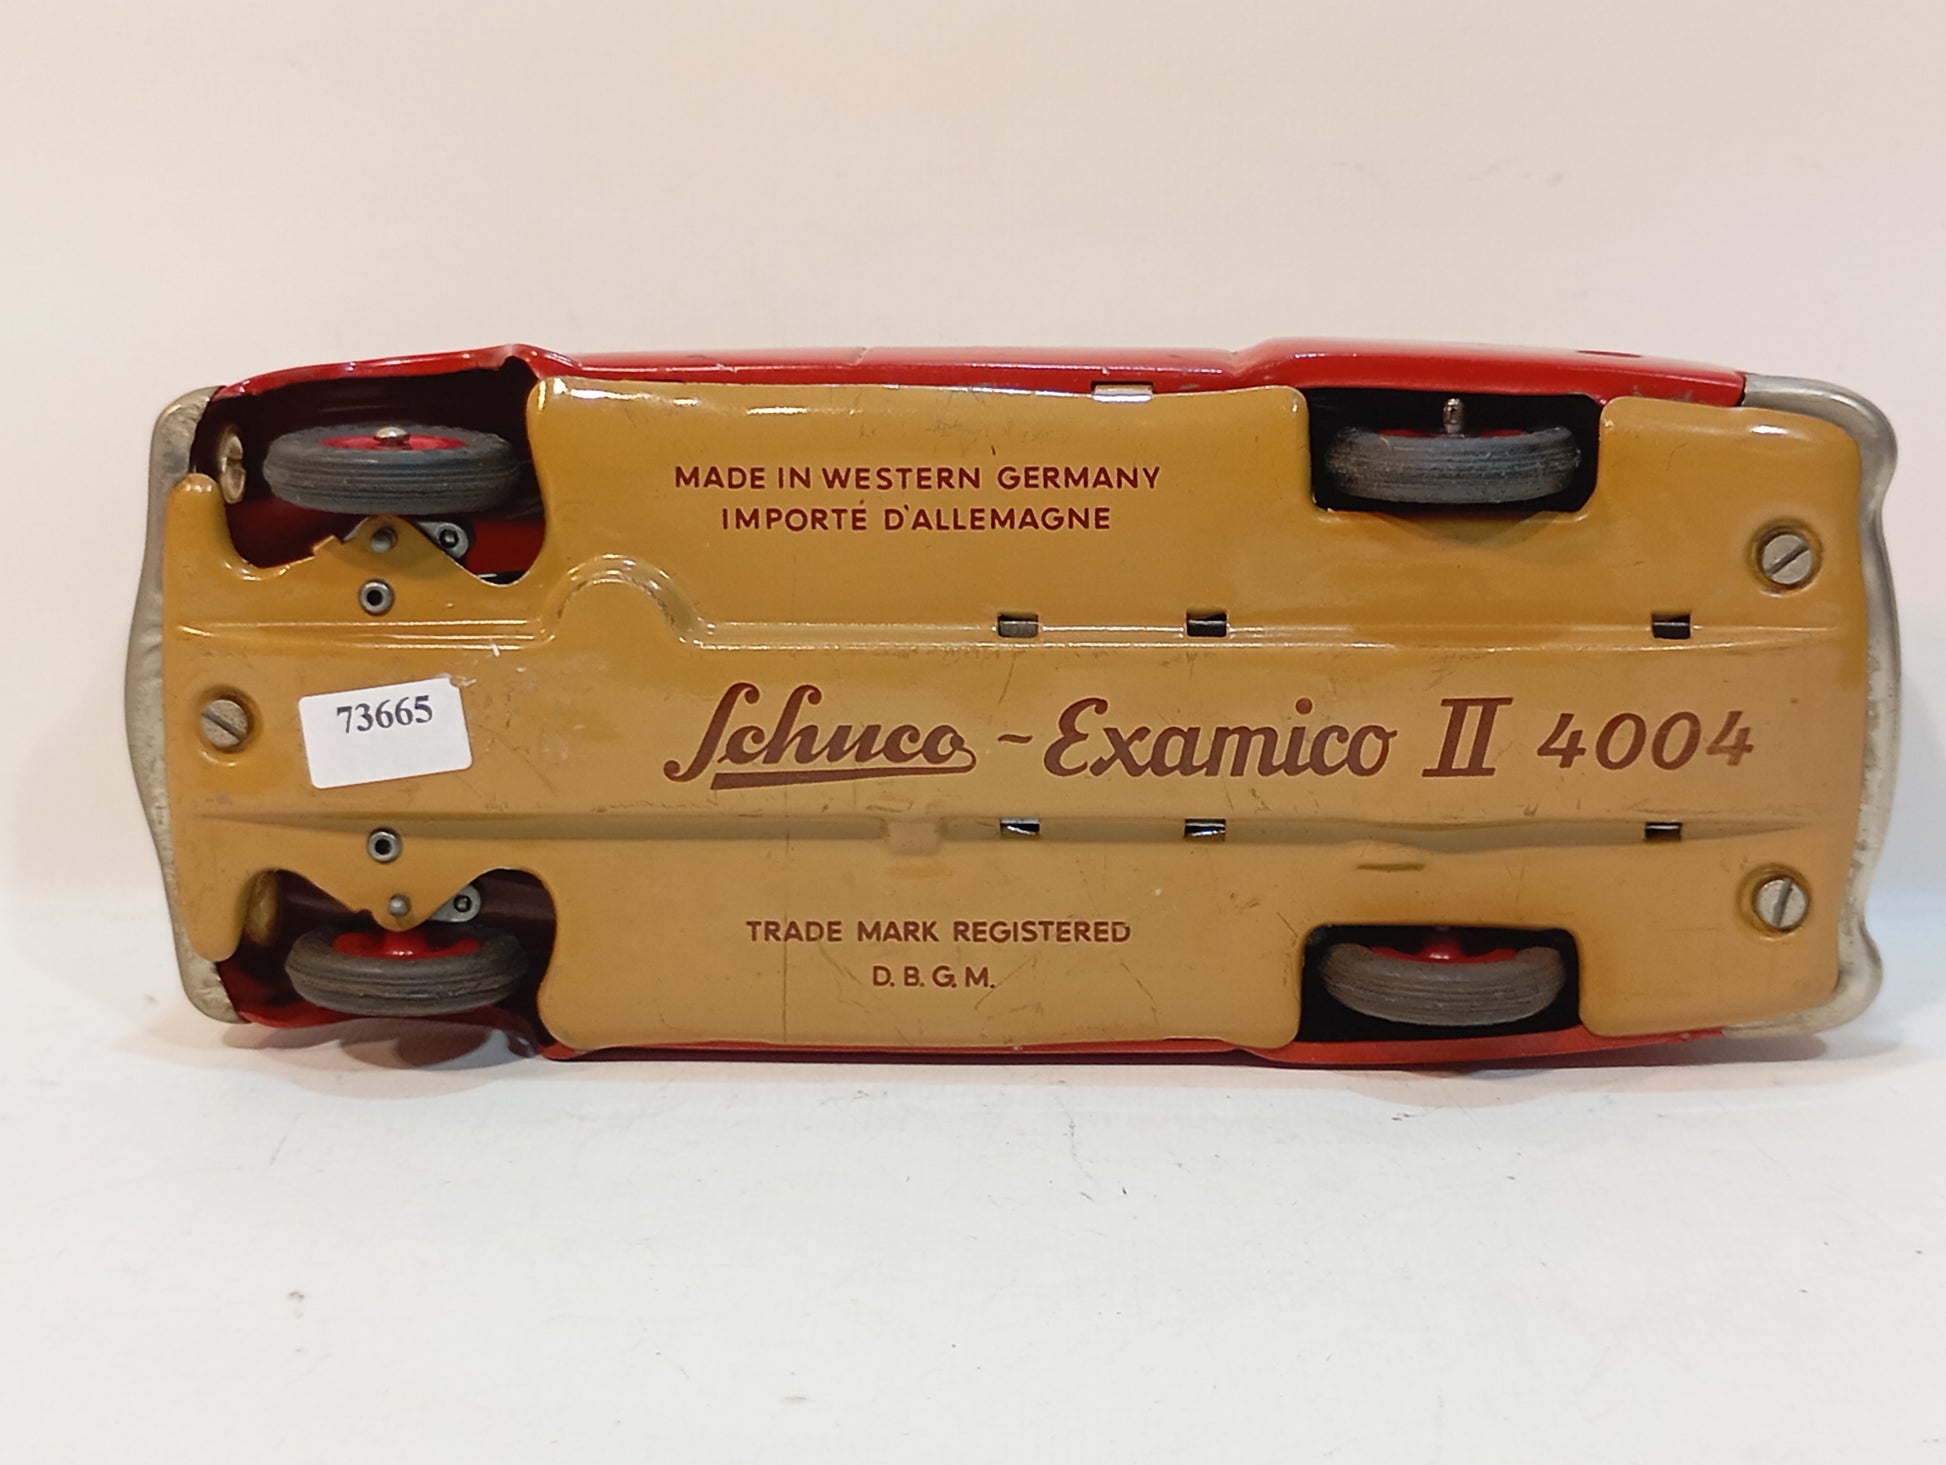 MADE IN WESTERN GERMANY
IMPORTÉ D'ALLEMAGNE
73665
Schuco ~ Examico II 4004
TRADE MARK REGISTERED
D. B. G. M.